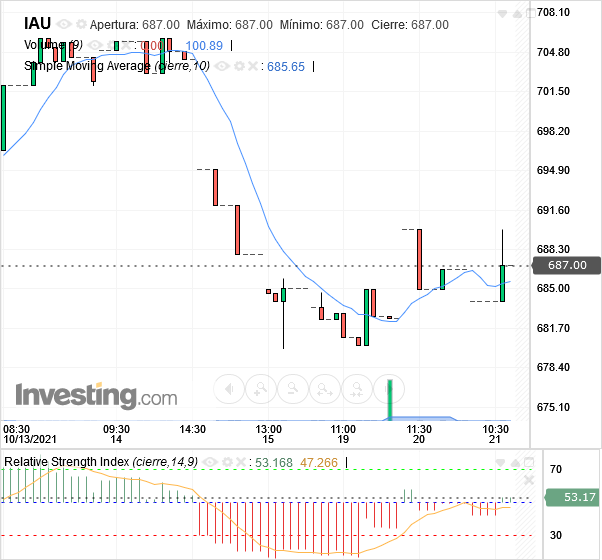 IAU Apertura: 687.00 Máximo: 687.00 Mínimo: 687.00 Cierre: 687.00
Volume (9) 0.00 100.89
Simple Moving Average (cierre,10) 685.65
708.10
704.80
701.50
698.20
694.90
691.60
688.30
687.00
685.00
681.70
678.40
675.10
Investing.com
08:30 09:30 14:30 13:00 11:00 11:30 10:30
10/13/2021 14 15 19 20 21
Relative Strength Index (cierre,14,9) : 53.168 47.266
70
53.17
30